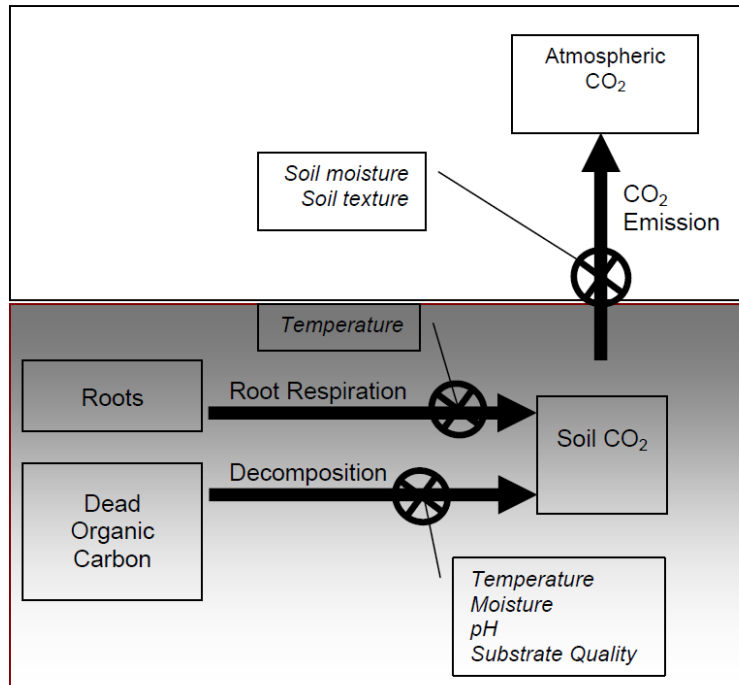 Atmospheric
CO₂
Soil moisture
Soil texture
CO₂
Emission
Temperature
Roots
Root Respiration
Soil CO₂
Decomposition
Dead
Organic
Carbon
Temperature
Moisture
pH
Substrate Quality